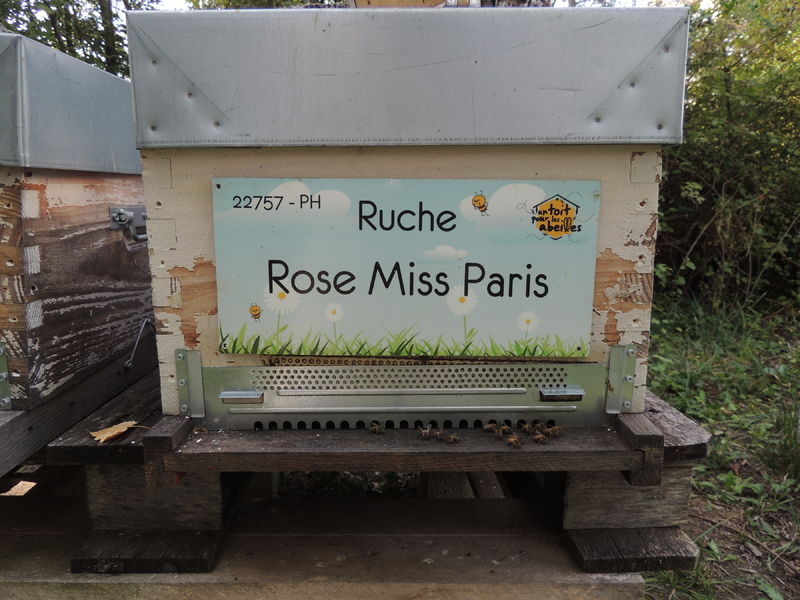 22757 - PH
Ruche
un toit
pour les
abeilles
Rose Miss Paris